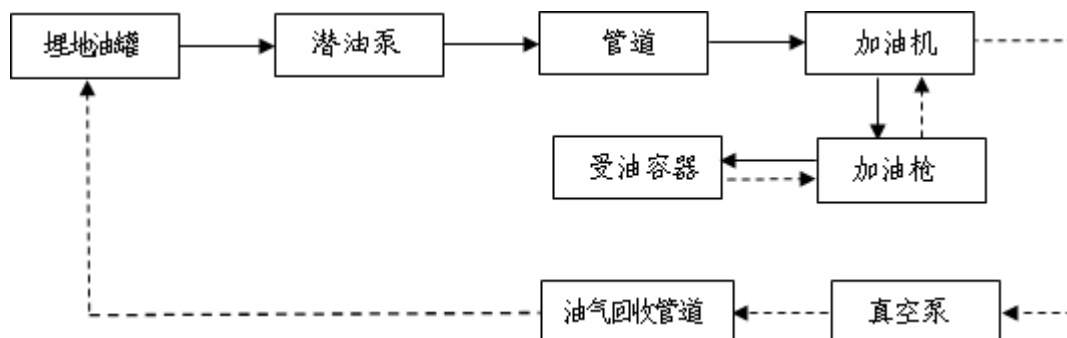 埋地油罐
潜油泵
管道
加油机
受油容器
加油枪
油气回收管道
真空泵